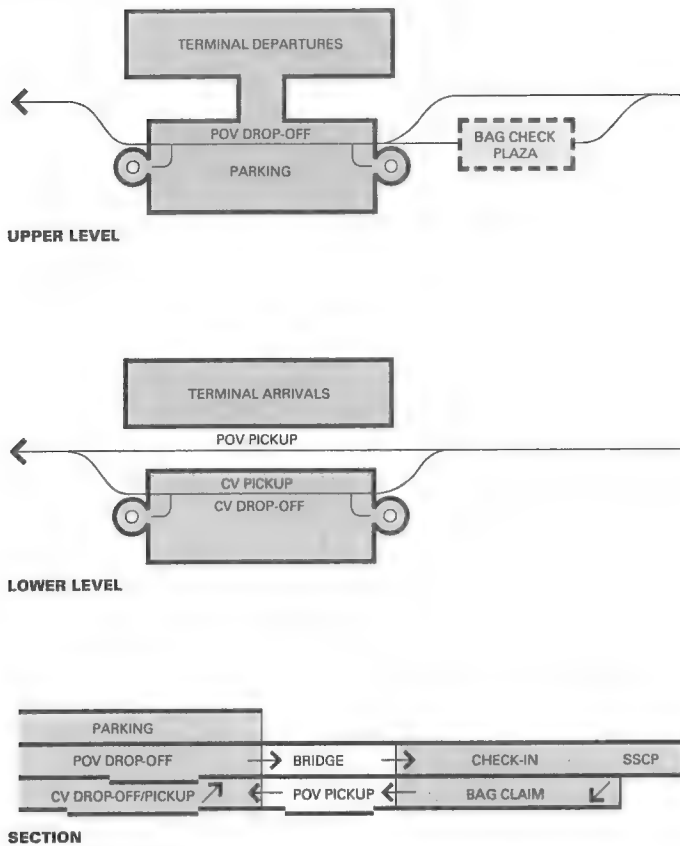 TERMINAL DEPARTURES
POV DROP-OFF
BAG CHECK
PLAZA
PARKING
UPPER LEVEL
TERMINAL ARRIVALS
POV PICKUP
CV PICKUP
CV DROP-OFF
LOWER LEVEL
PARKING
POV DROP-OFF
BRIDGE
CHECK-IN
SSCP
CV DROP-OFF/PICKUP
POV PICKUP
BAG CLAIM
SECTION